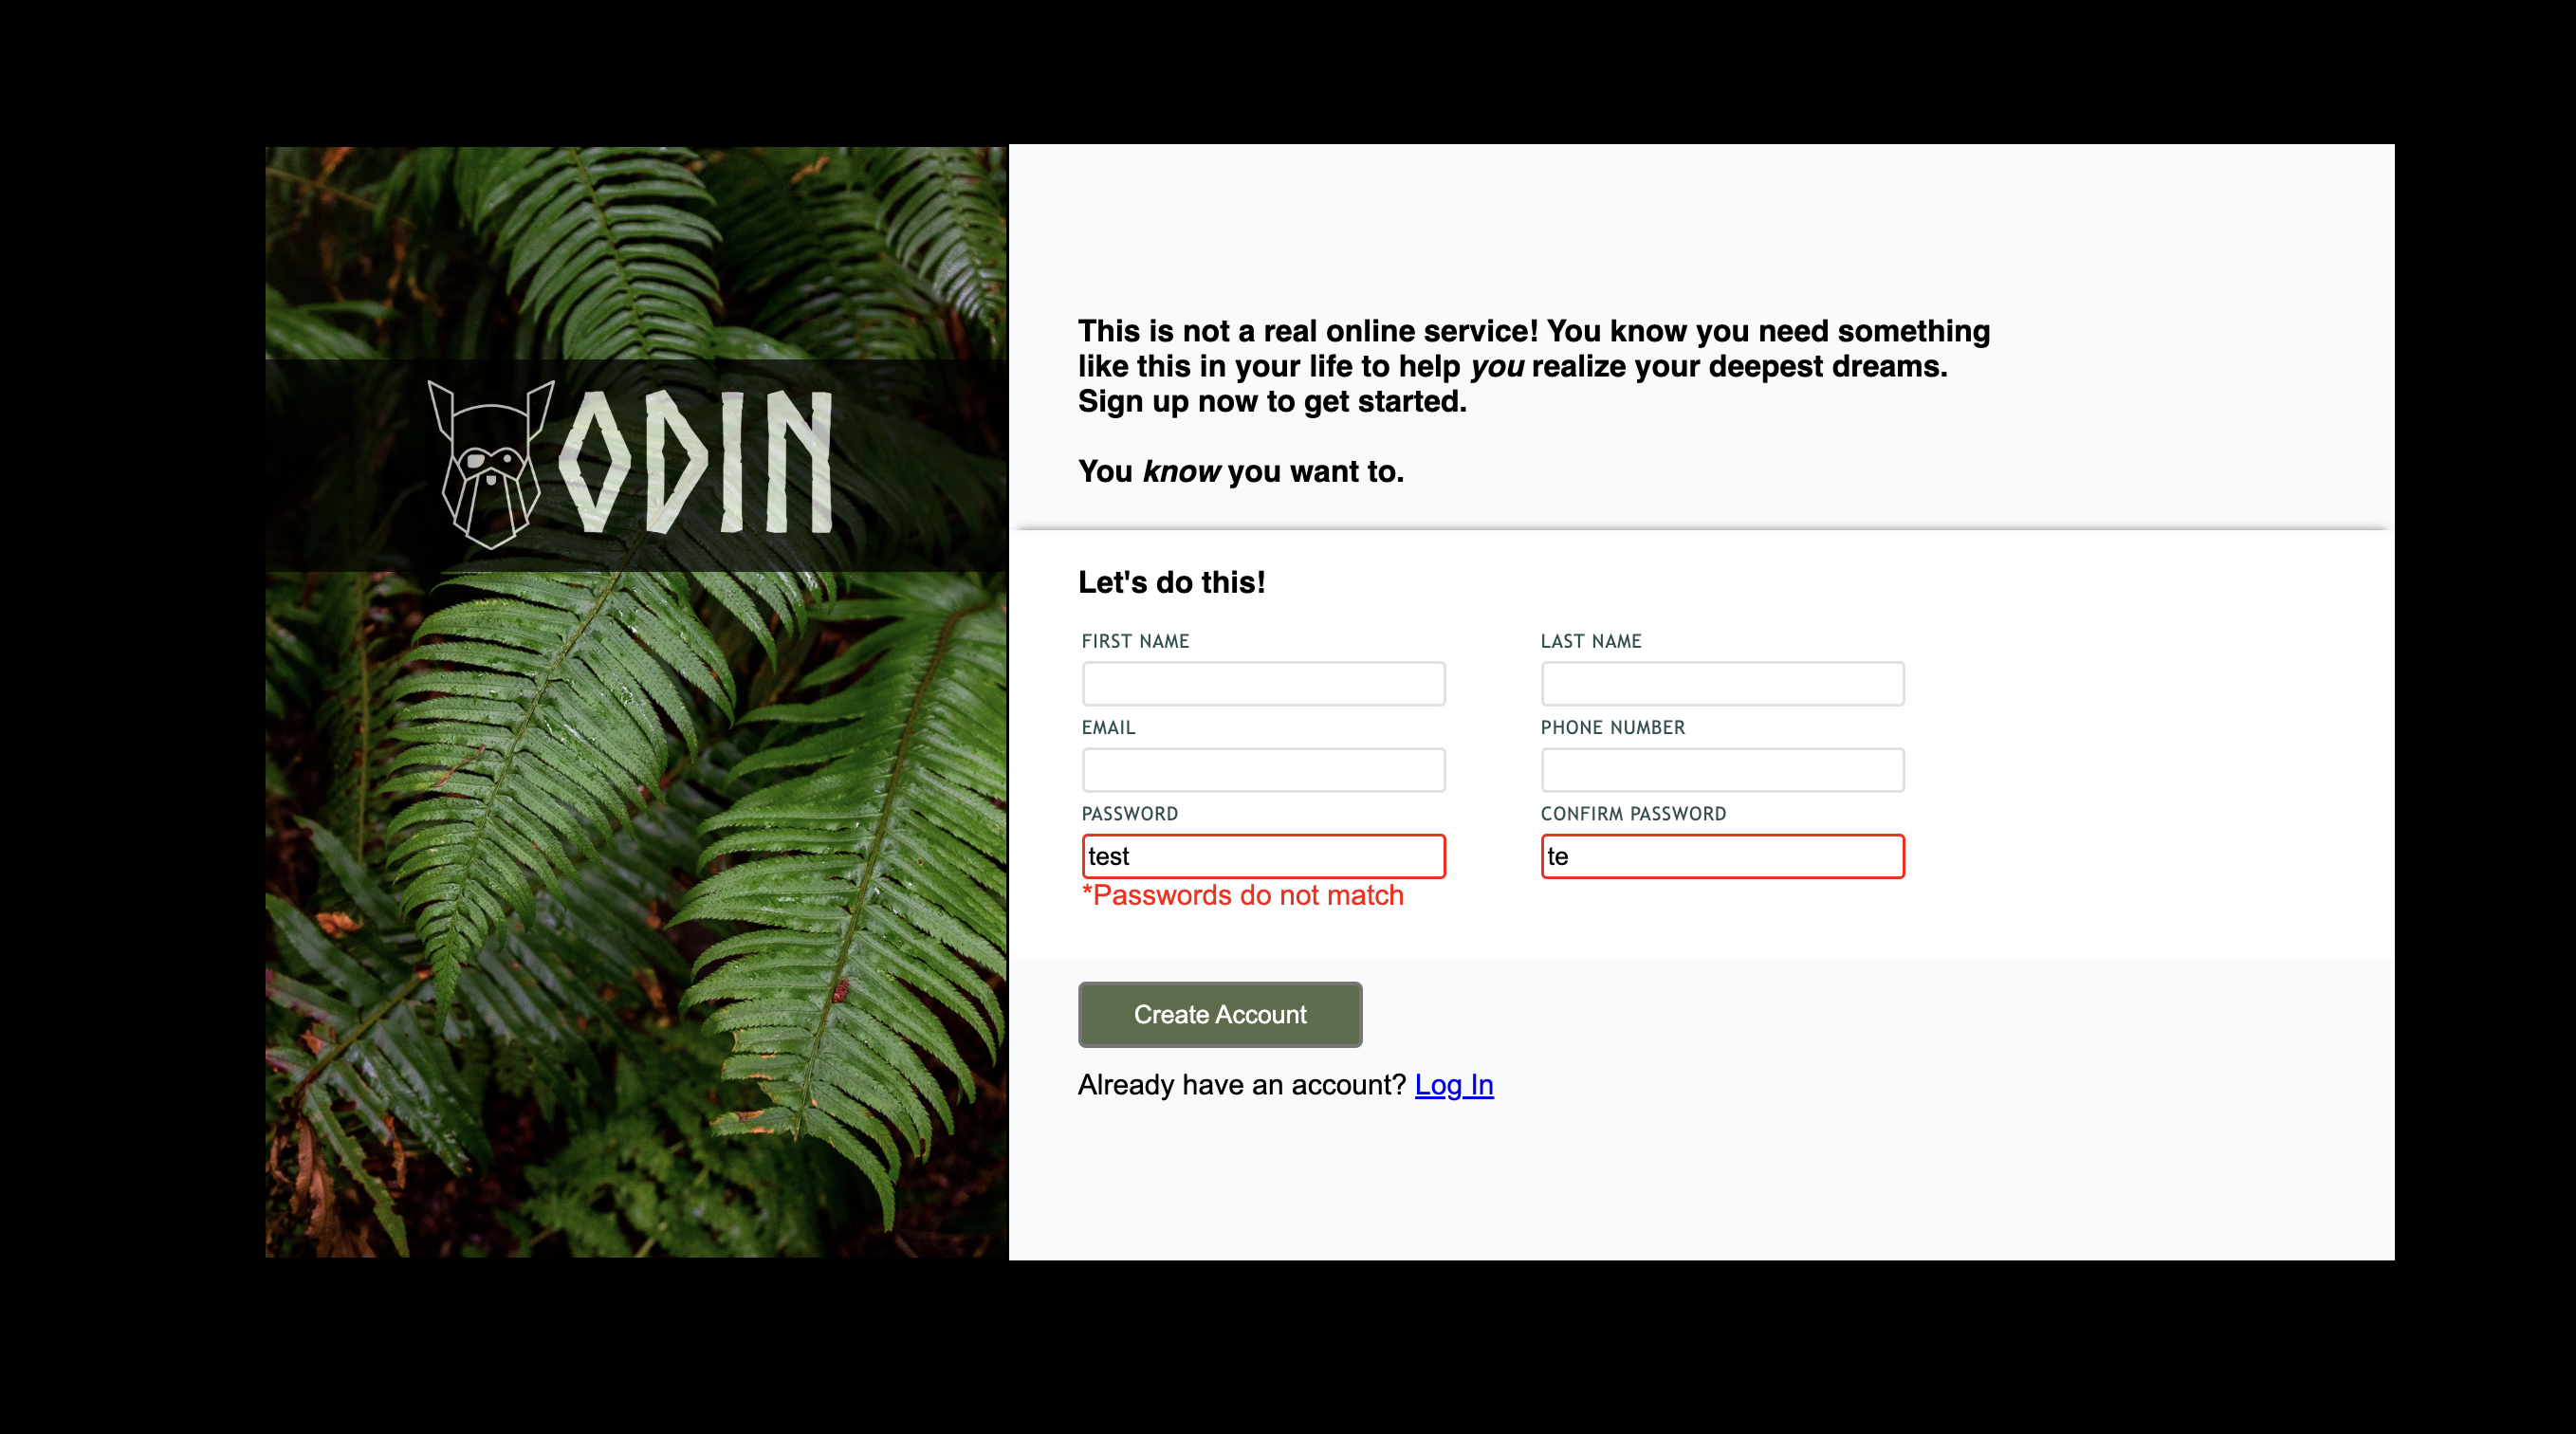 ODIN
This is not a real online service! You know you need something
like this in your life to help you realize your deepest dreams.
Sign up now to get started.
You know you want to.
Let's do this!
FIRST NAME
LAST NAME
EMAIL
PHONE NUMBER
PASSWORD
CONFIRM PASSWORD
test
te
*Passwords do not match
Create Account
Already have an account? Log In